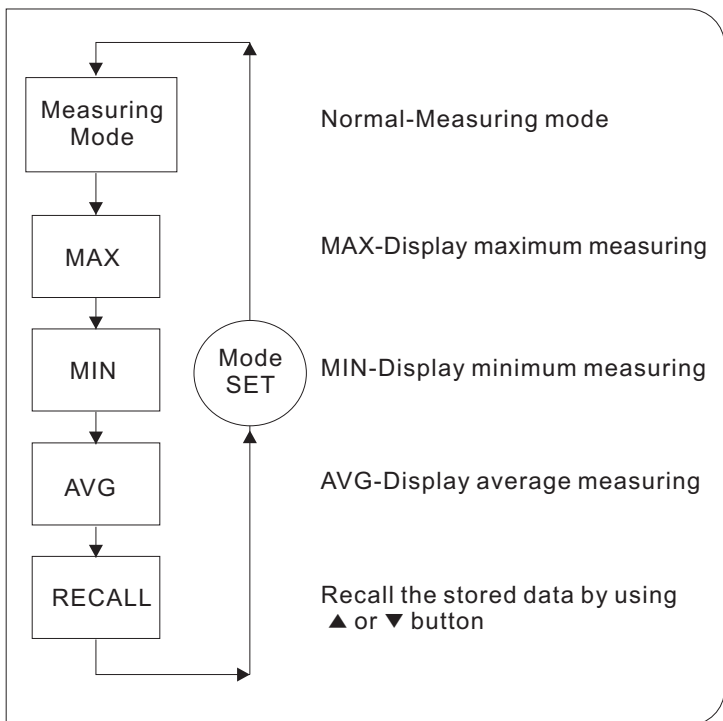 Measuring
Mode
Normal-Measuring mode
MAX
MAX-Display maximum measuring
MIN
Mode
SET
MIN-Display minimum measuring
AVG
AVG-Display average measuring
RECALL
Recall the stored data by using
▲ or ▼ button